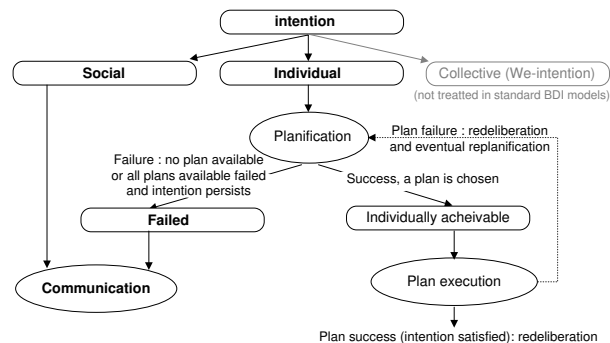 intention
Social
Individual
Collective (We-intention)
(not treatted in standard BDI models)
Planification
Plan failure : redeliberation
and eventual replanification
Failure : no plan available
or all plans available failed
and intention persists
Success, a plan is chosen
Failed
Individually acheivable
Communication
Plan execution
Plan success (intention satisfied): redeliberation